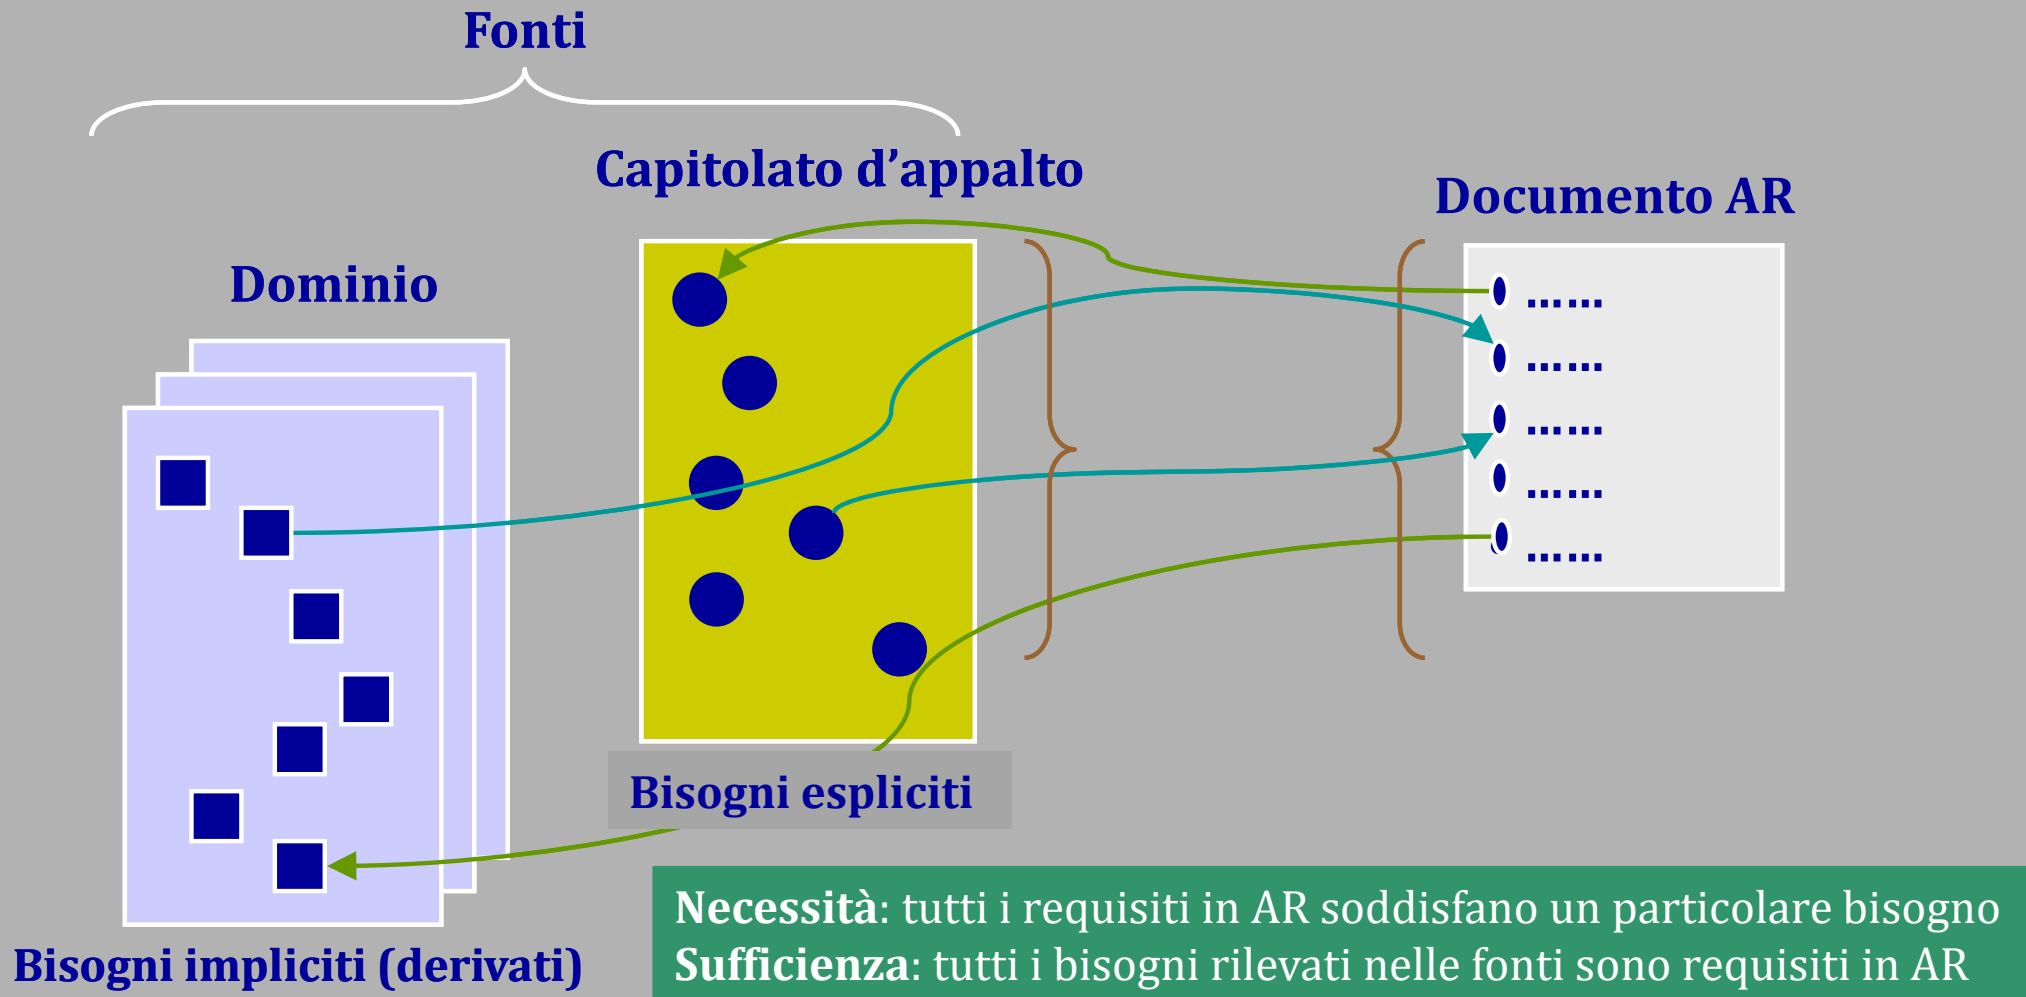 Fonti
Capitolato d’appalto
Documento AR
Dominio
……
……
……
……
……
Bisogni espliciti
Necessità: tutti i requisiti in AR soddisfano un particolare bisogno
Sufficienza: tutti i bisogni rilevati nelle fonti sono requisiti in AR
Bisogni impliciti (derivati)